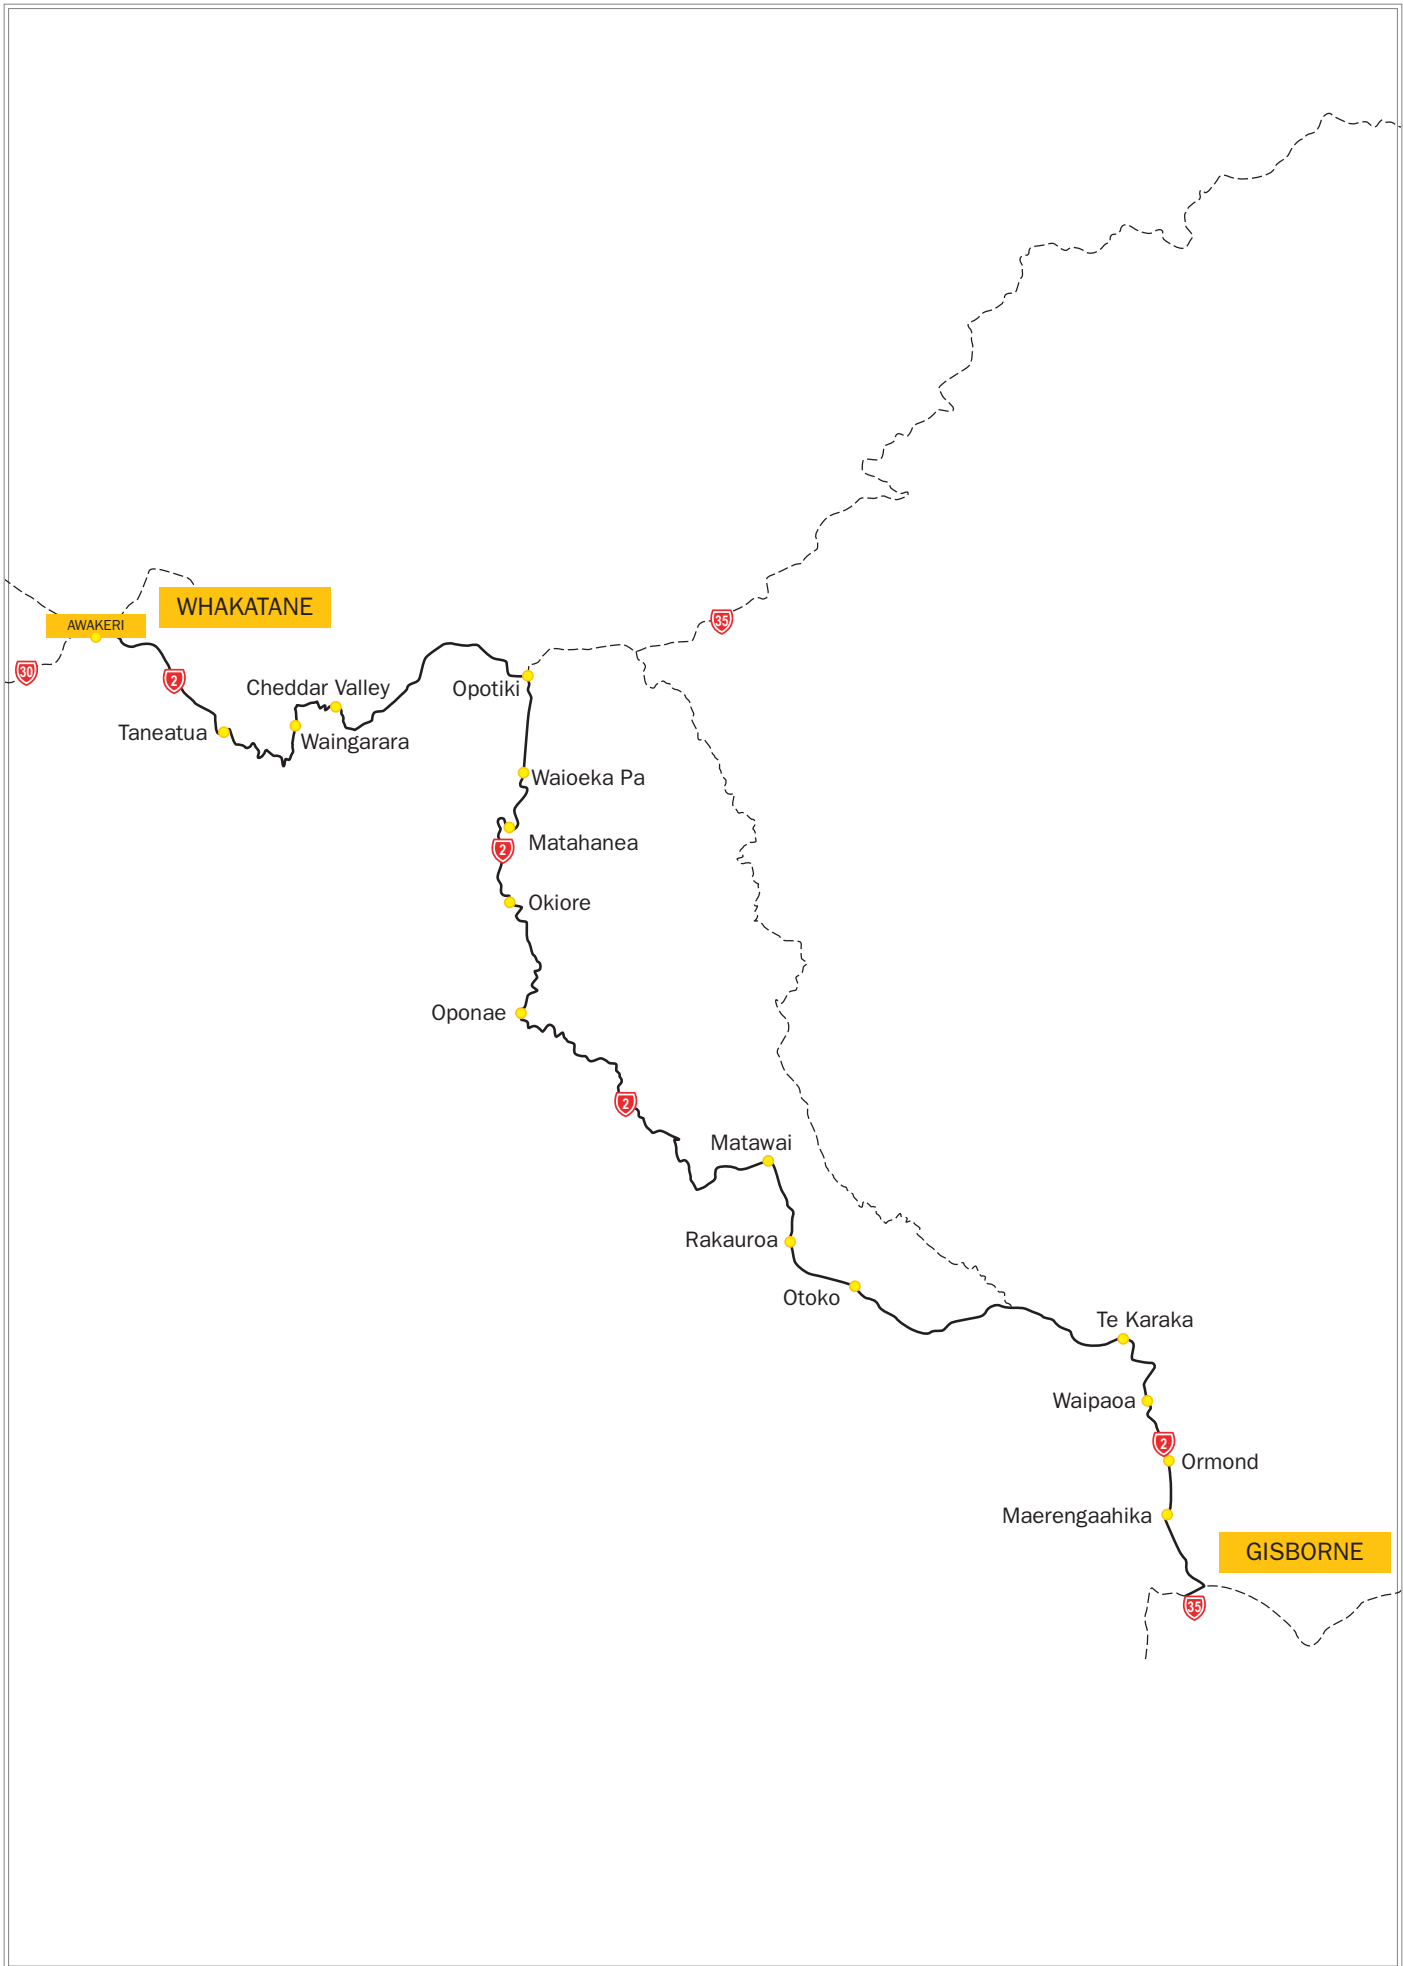 35
WHAKATANE
AWAKERI
30
2
Cheddar Valley
Opotiki
Taneatua
Waingarara
Waioeka Pa
Matahanea
2
Okiore
Oponae
2
Matawai
Rakauroa
Otoko
Te Karaka
Waipaoa
2
Ormond
Maerengaahika
GISBORNE
35